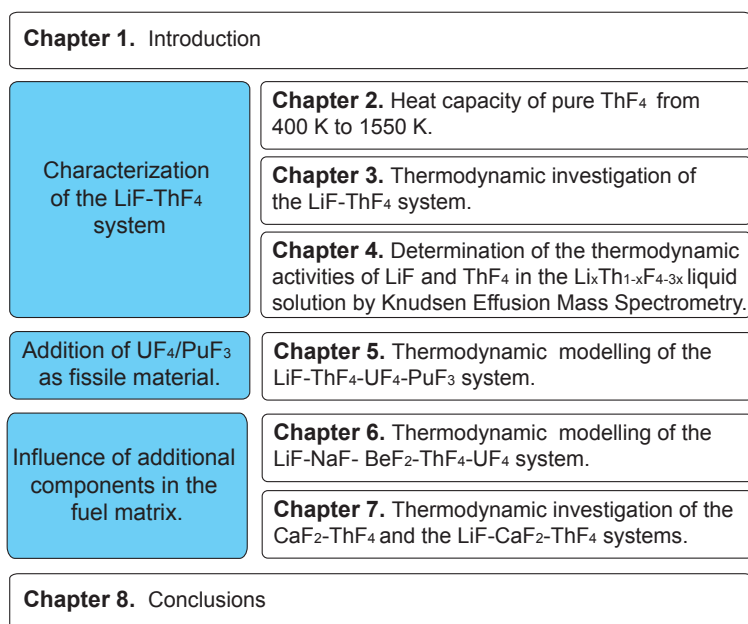 Chapter 1. Introduction
Characterization
of the LiF-ThF₄
system
Chapter 2. Heat capacity of pure ThF₄ from
400 K to 1550 K.
Chapter 3. Thermodynamic investigation of
the LiF-ThF₄ system.
Chapter 4. Determination of the thermodynamic
activities of LiF and ThF₄ in the LiₓTh₁₋ₓF₄₋₃ₓ liquid
solution by Knudsen Effusion Mass Spectrometry.
Addition of UF₄/PuF₃
as fissile material.
Chapter 5. Thermodynamic modelling of the
LiF-ThF₄-UF₄-PuF₃ system.
Influence of additional
components in the
fuel matrix.
Chapter 6. Thermodynamic modelling of the
LiF-NaF- BeF₂-ThF₄-UF₄ system.
Chapter 7. Thermodynamic investigation of the
CaF₂-ThF₄ and the LiF-CaF₂-ThF₄ systems.
Chapter 8. Conclusions